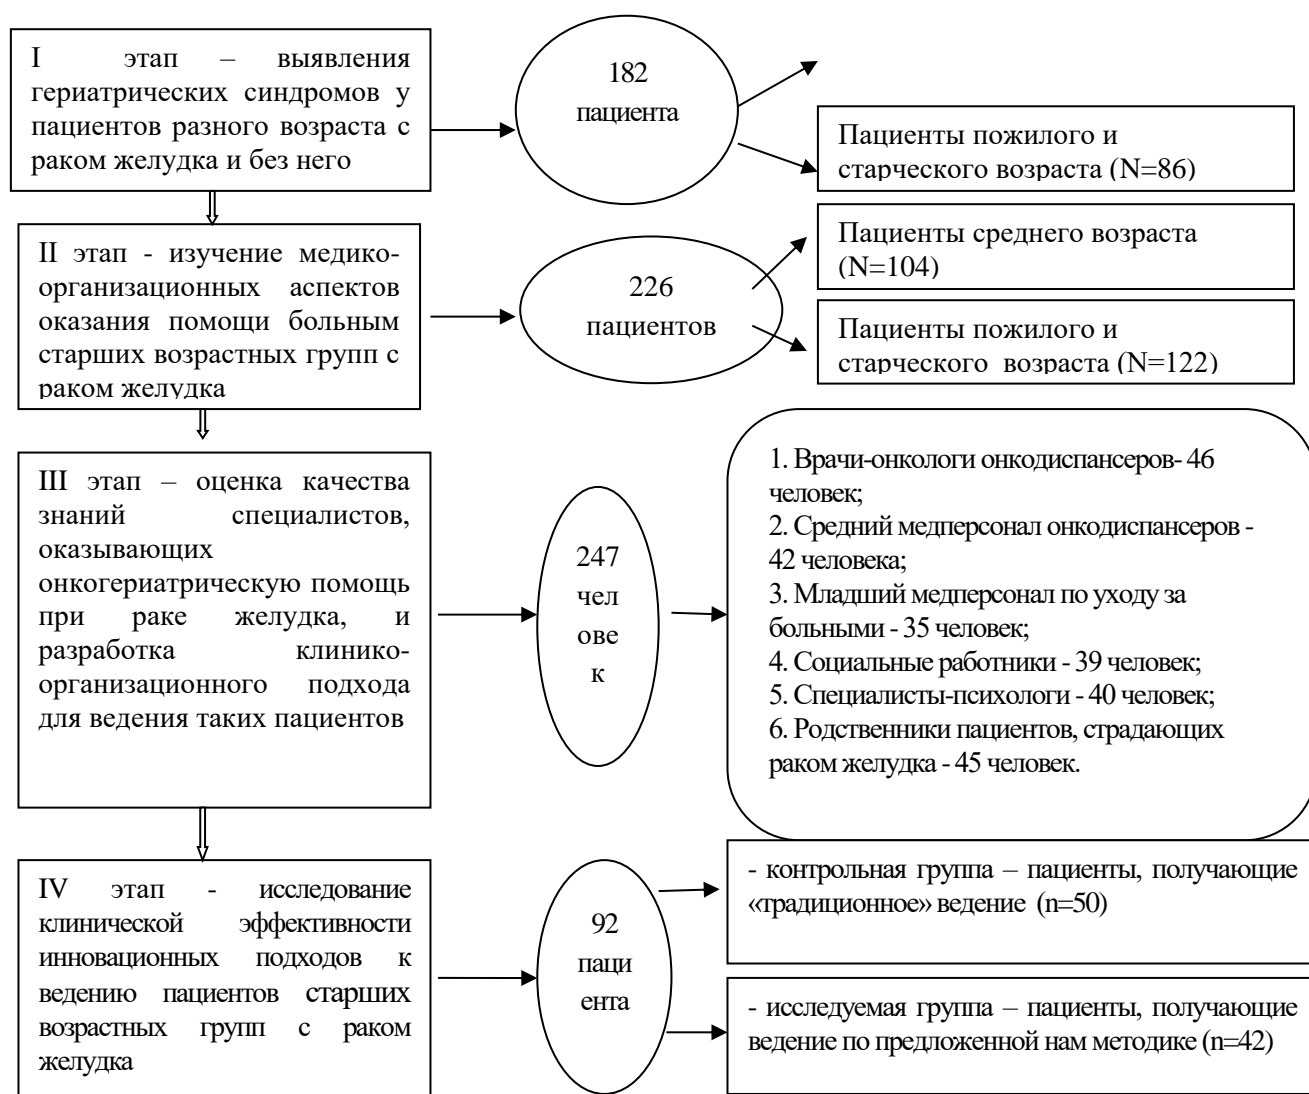 I этап – выявления
гериатрических синдромов у
пациентов разного возраста с
раком желудка и без него
182
пациента
Пациенты пожилого и
старческого возраста (N=86)
II этап - изучение медико-
организационных аспектов
оказания помощи больным
старших возрастных групп с
раком желудка
226
пациентов
Пациенты среднего возраста
(N=104)
Пациенты пожилого и
старческого возраста (N=122)
III этап – оценка качества
знаний специалистов,
оказывающих
онкогериатрическую помощь
при раке желудка, и
разработка клинико-
организационного подхода
для ведения таких пациентов
247
чел
ове
к
1. Врачи-онкологи онкодиспансеров- 46
человек;
2. Средний медперсонал онкодиспансеров -
42 человека;
3. Младший медперсонал по уходу за
больными - 35 человек;
4. Социальные работники - 39 человек;
5. Специалисты-психологи - 40 человек;
6. Родственники пациентов, страдающих
раком желудка - 45 человек.
IV этап - исследование
клинической эффективности
инновационных подходов к
ведению пациентов старших
возрастных групп с раком
желудка
92
паци
ента
- контрольная группа – пациенты, получающие
«традиционное» ведение (n=50)
- исследуемая группа – пациенты, получающие
ведение по предложенной нам методике (n=42)